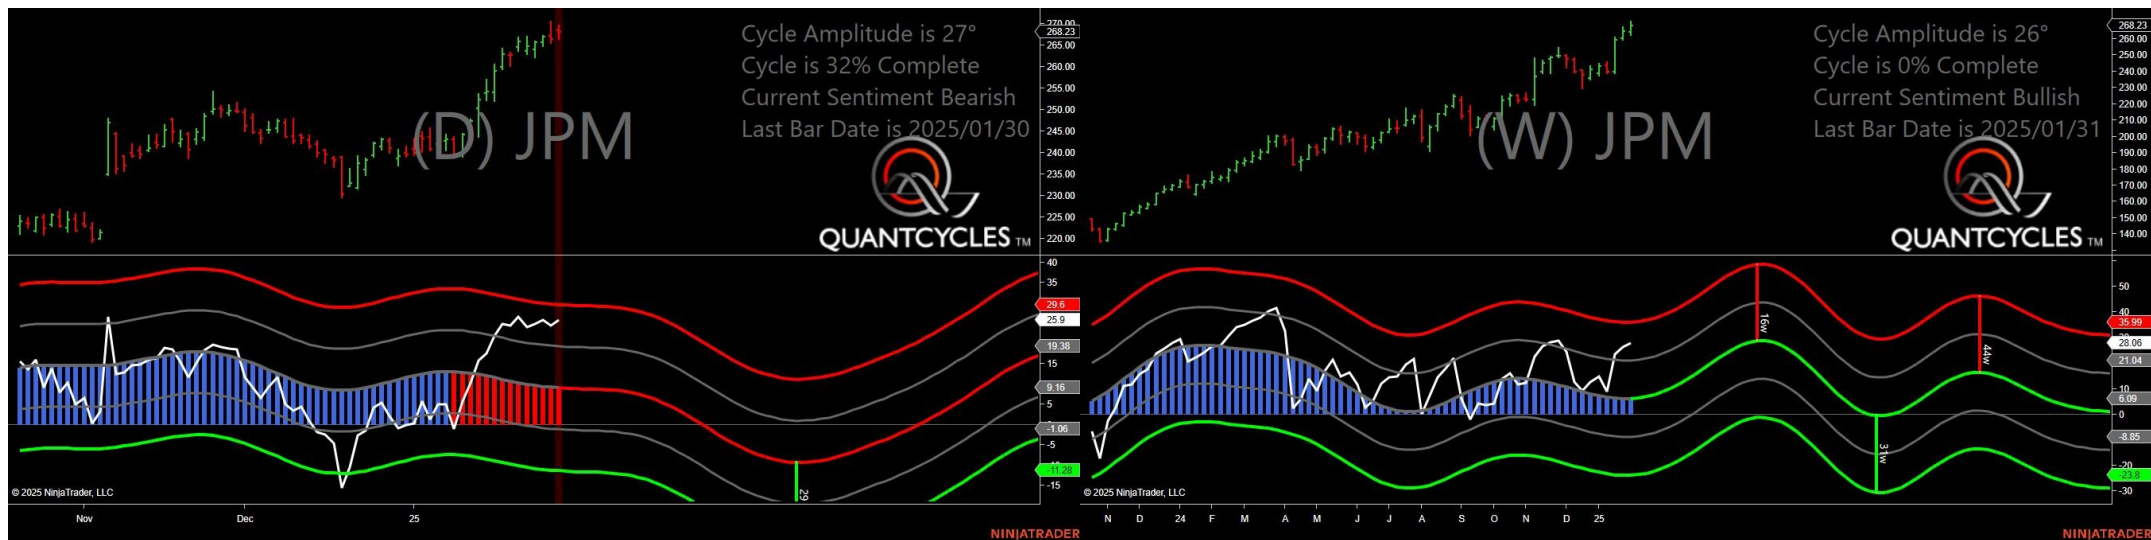 Cycle Amplitude is 27°
Cycle is 32% Complete
Current Sentiment Bearish
Last Bar Date is 2025/01/30
(D) JPM
QUANTCYCLES TM
270.00
268.23
265.00
260.00
255.00
250.00
245.00
240.00
235.00
230.00
225.00
220.00
40
35
29.6
25.9
19.38
15
9.16
5
-1.06
-5
-11.28
-15
29
© 2025 NinjaTrader, LLC
Nov
Dec
25
NINJATRADER
Cycle Amplitude is 26°
Cycle is 0% Complete
Current Sentiment Bullish
Last Bar Date is 2025/01/31
(W) JPM
QUANTCYCLES TM
268.23
260.00
250.00
240.00
230.00
220.00
210.00
200.00
190.00
180.00
170.00
160.00
150.00
140.00
50
40
35.99
28.06
21.04
10
6.09
0
-8.85
-20
-23.8
-30
16w
31w
44w
© 2025 NinjaTrader, LLC
N D 24 F M A M J J A S O N D 25
NINJATRADER